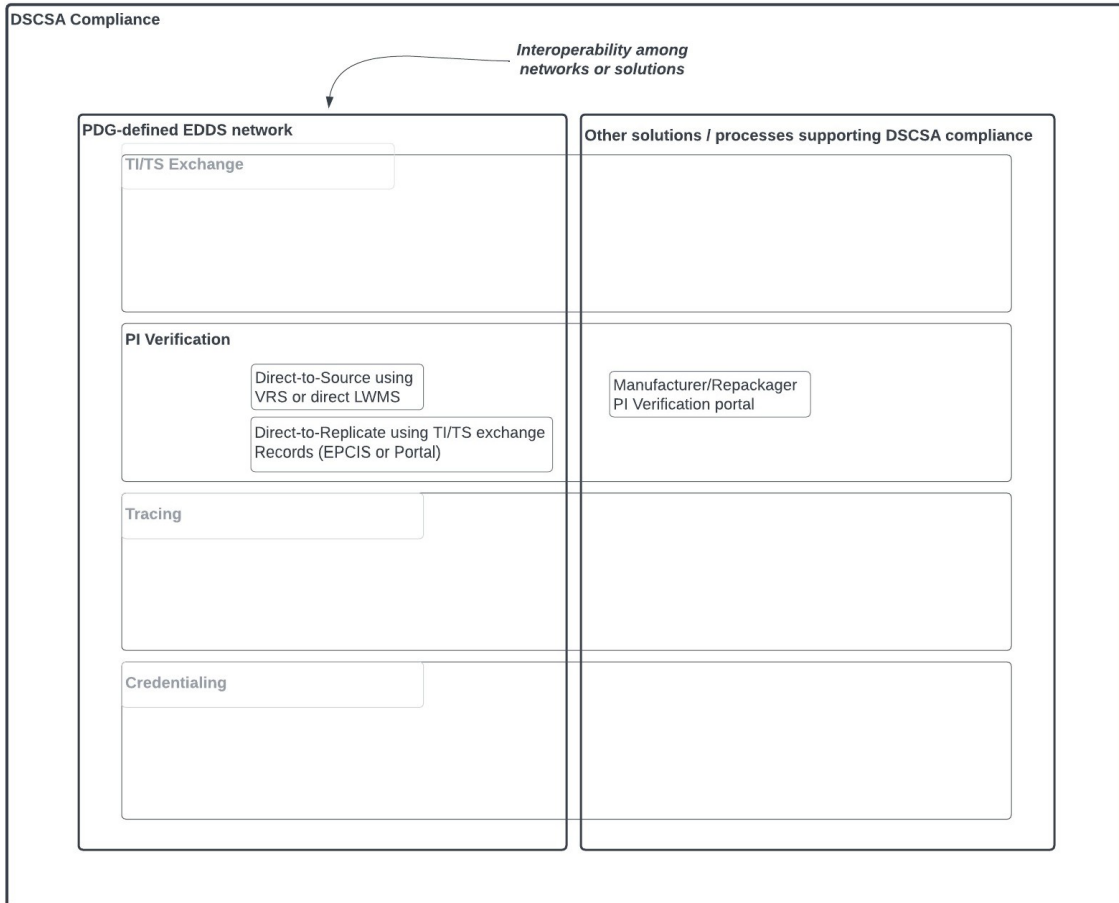 DSCSA Compliance
Interoperability among
networks or solutions
PDG-defined EDDS network
Other solutions / processes supporting DSCSA compliance
TI/TS Exchange
PI Verification
Direct-to-Source using
VRS or direct LWMS
Direct-to-Replicate using TI/TS exchange
Records (EPCIS or Portal)
Manufacturer/Repackager
PI Verification portal
Tracing
Credentialing